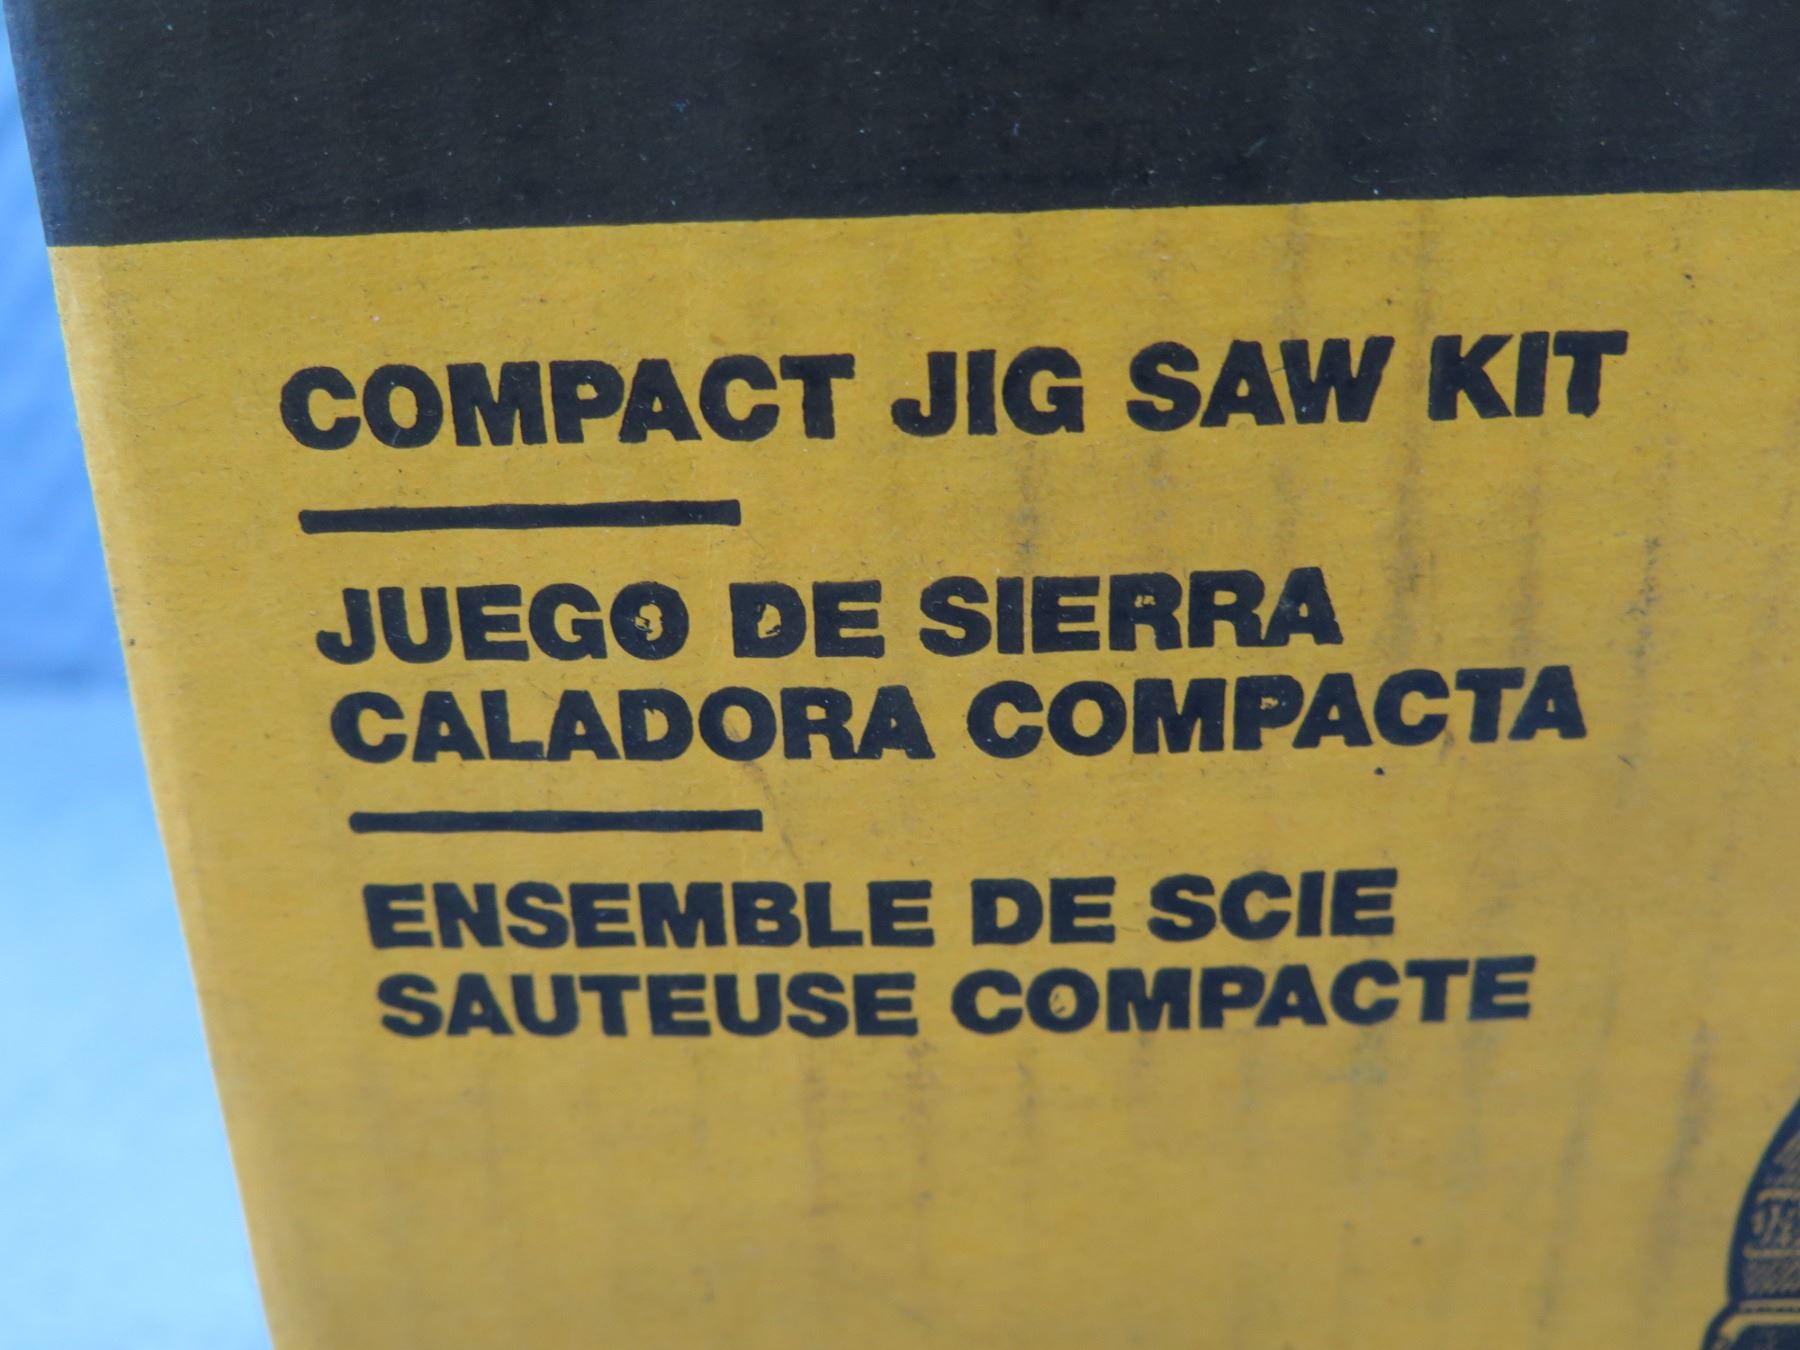 COMPACT JIG SAW KIT
JUEGO DE SIERRA
CALADORA COMPACTA
ENSEMBLE DE SCIE
SAUTEUSE COMPACTE